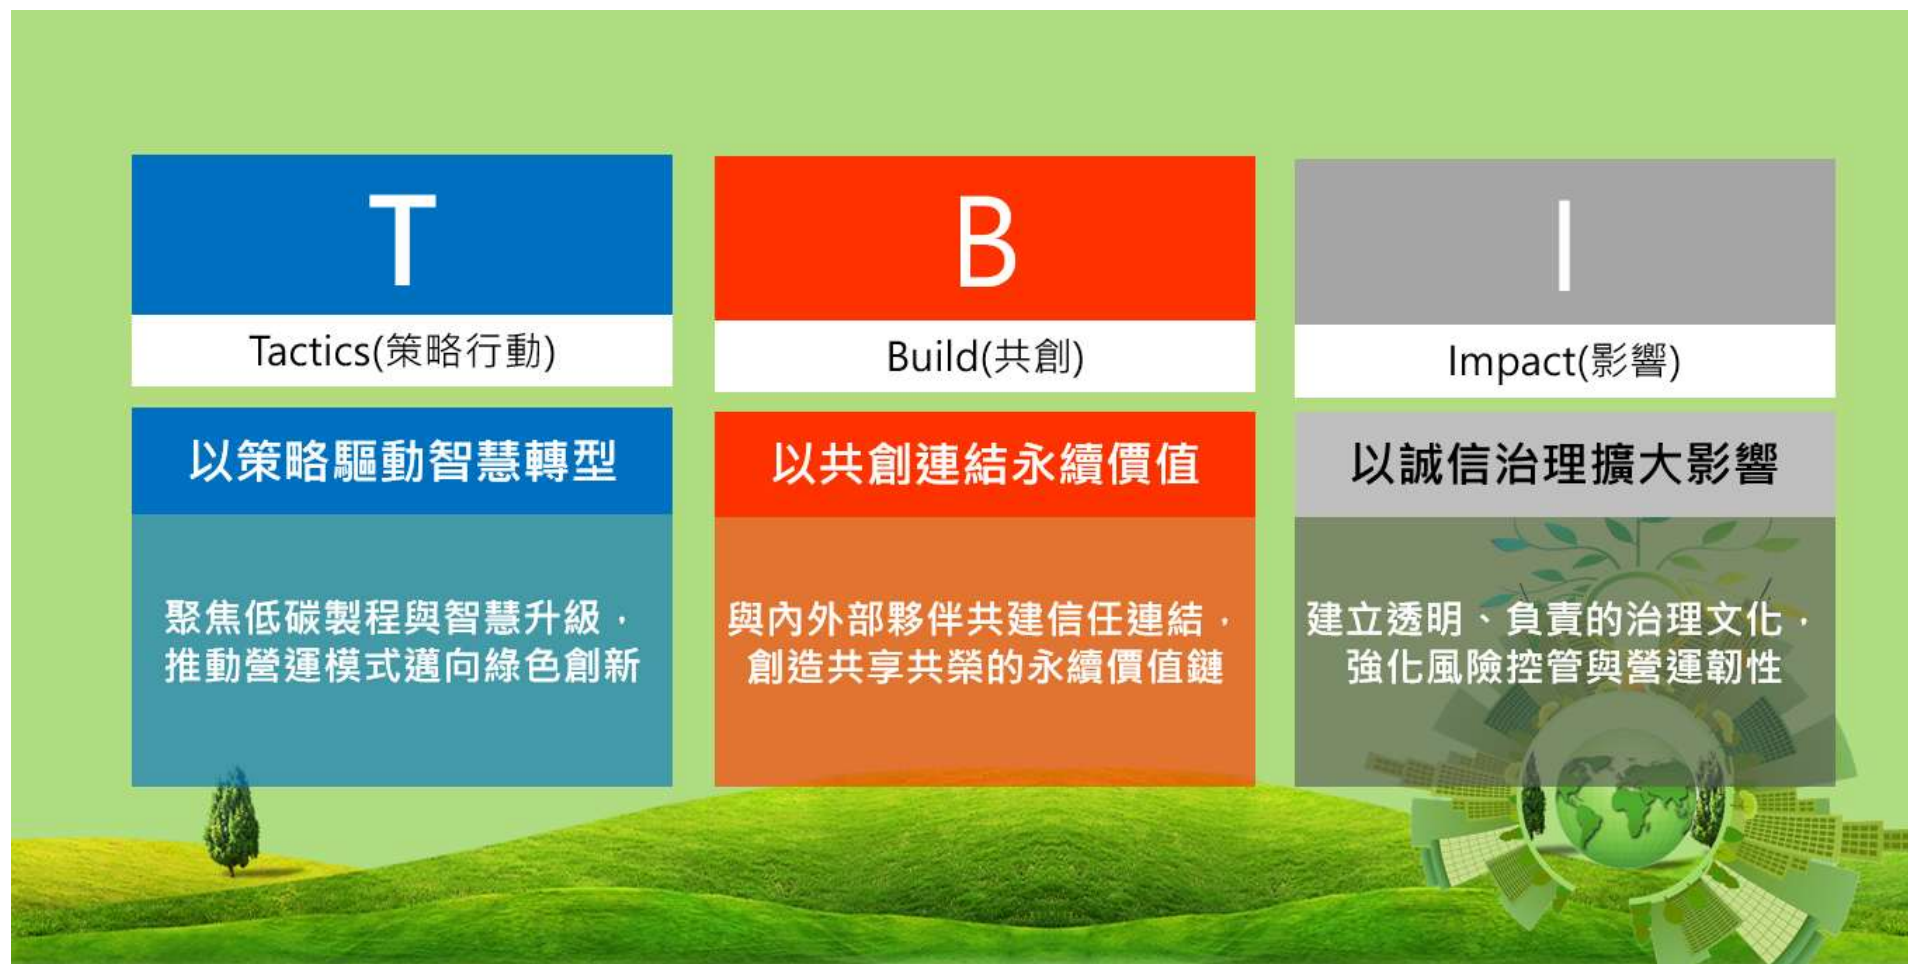 T
Tactics(策略行動)
以策略驅動智慧轉型
聚焦低碳製程與智慧升級，
推動營運模式邁向綠色創新
B
Build(共創)
以共創連結永續價值
與內外部夥伴共建信任連結，
創造共享共榮的永續價值鏈
I
Impact(影響)
以誠信治理擴大影響
建立透明、負責的治理文化，
強化風險控管與營運韌性